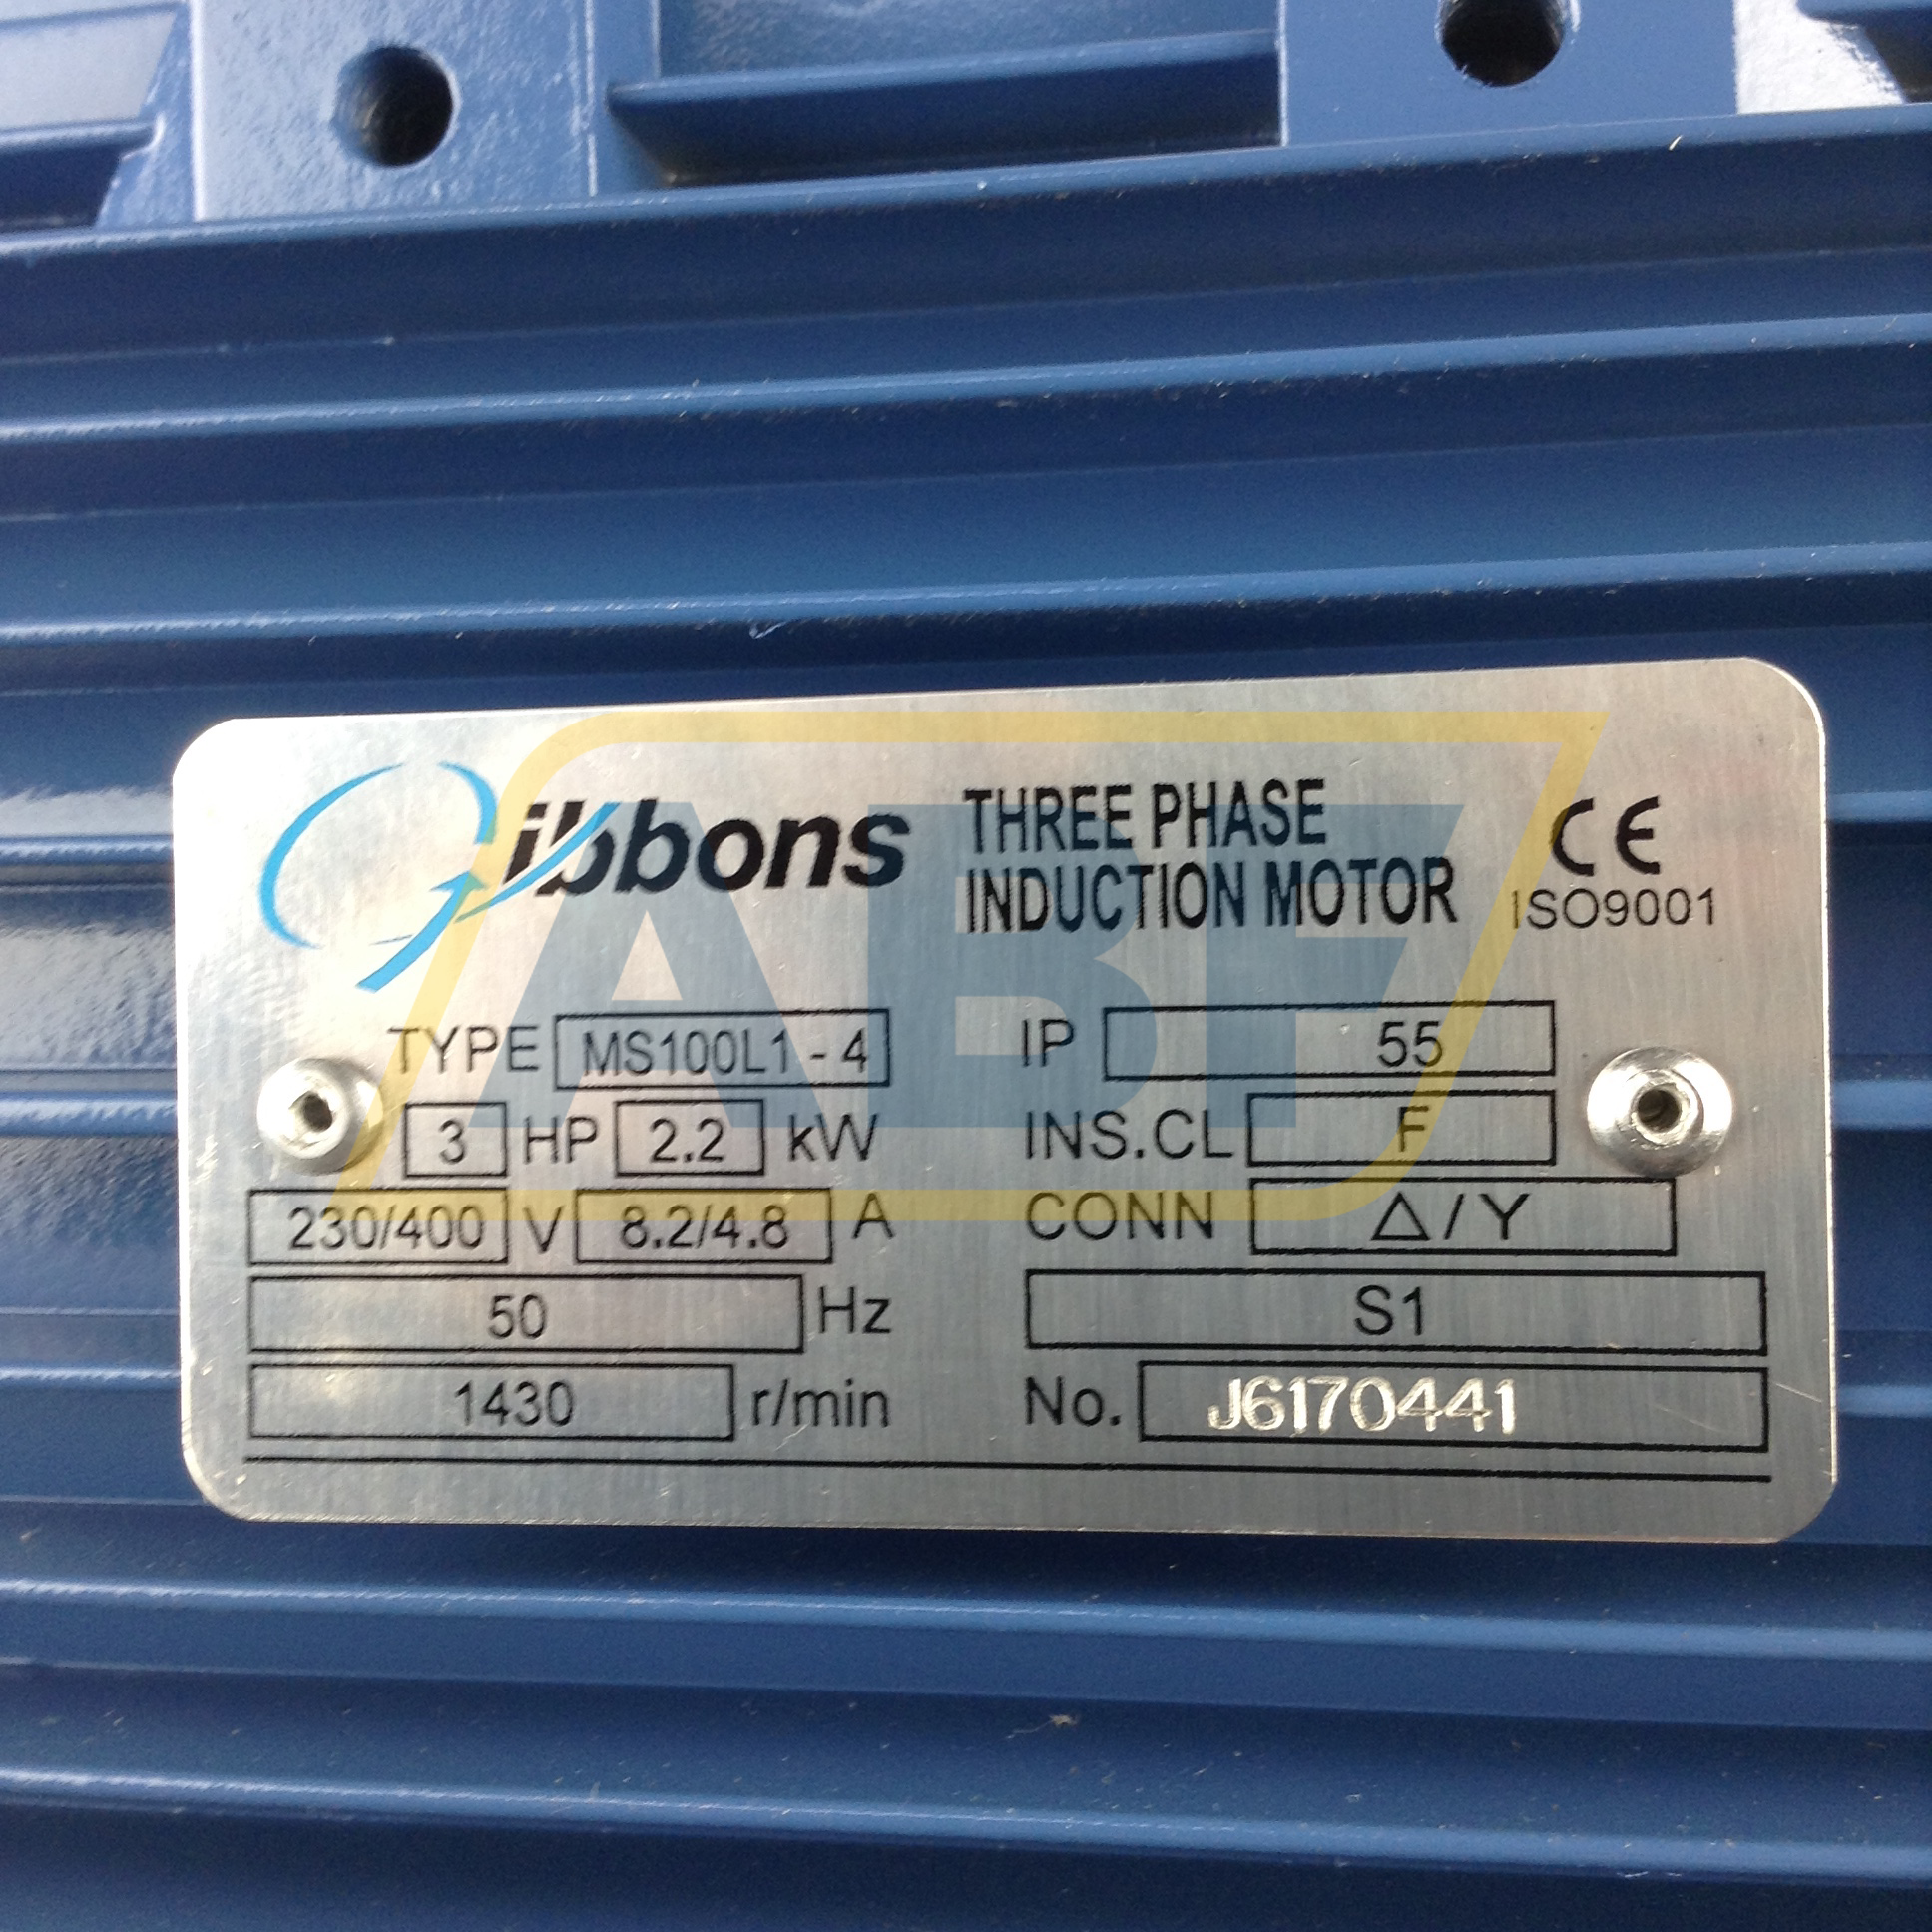 Gibbons
THREE PHASE
INDUCTION MOTOR
CE
ISO9001
TYPE MS100L1-4
3 HP 2.2 kW
230/400 V 8.2/4.8 A
50 Hz
1430 r/min
IP 55
INS.CL F
CONN △/Y
S1
No. J6170441
ABF